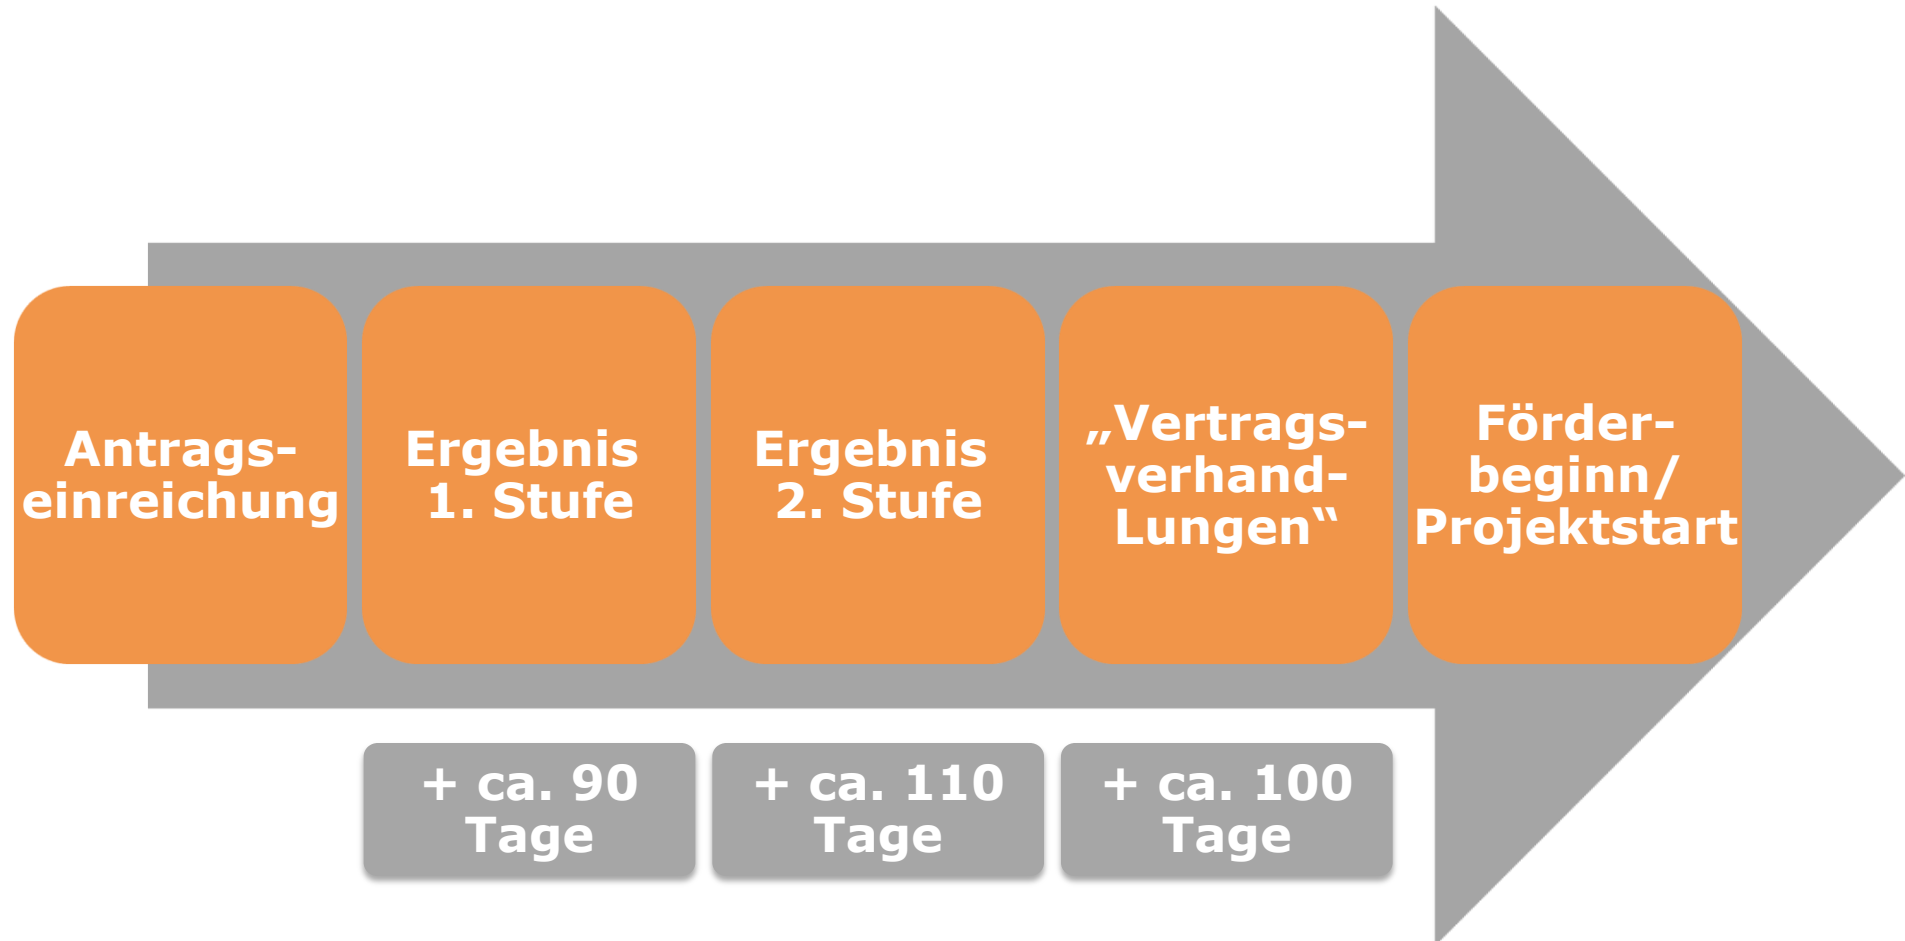 Antrags-
einreichung
Ergebnis
1. Stufe
Ergebnis
2. Stufe
„Vertrags-
verhand-
Lungen“
Förder-
beginn/
Projektstart
+ ca. 90
Tage
+ ca. 110
Tage
+ ca. 100
Tage